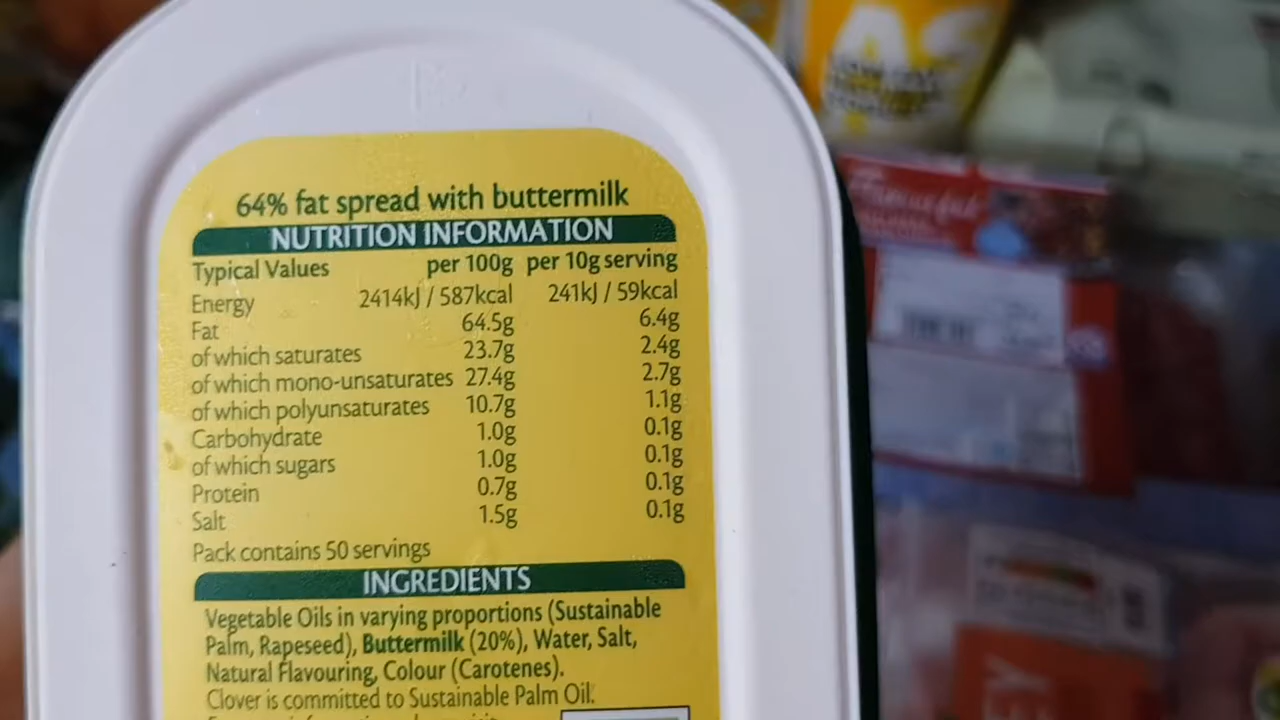 64% fat spread with buttermilk
NUTRITION INFORMATION
Typical Values per 100g per 10g serving
Energy 2414kJ / 587kcal 241kJ / 59kcal
Fat 64.5g 6.4g
of which saturates 23.7g 2.4g
of which mono-unsaturates 27.4g 2.7g
of which polyunsaturates 10.7g 1.1g
Carbohydrate 1.0g 0.1g
of which sugars 1.0g 0.1g
Protein 0.7g 0.1g
Salt 1.5g 0.1g
Pack contains 50 servings
INGREDIENTS
Vegetable Oils in varying proportions (Sustainable
Palm, Rapeseed), Buttermilk (20%), Water, Salt,
Natural Flavouring, Colour (Carotenes).
Clover is committed to Sustainable Palm Oil.